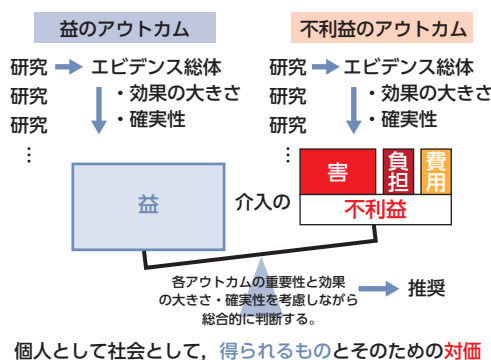 益のアウトカム
研究 エビデンス総体
研究 ・効果の大きさ
研究 ・確実性
…
不利益のアウトカム
研究 エビデンス総体
研究 ・効果の大きさ
研究 ・確実性
…
益
介入の
害
負担
費用
不利益
各アウトカムの重要性と効果
の大きさ・確実性を考慮しながら
総合的に判断する。
推奨
個人として社会として，得られるものとそのための対価